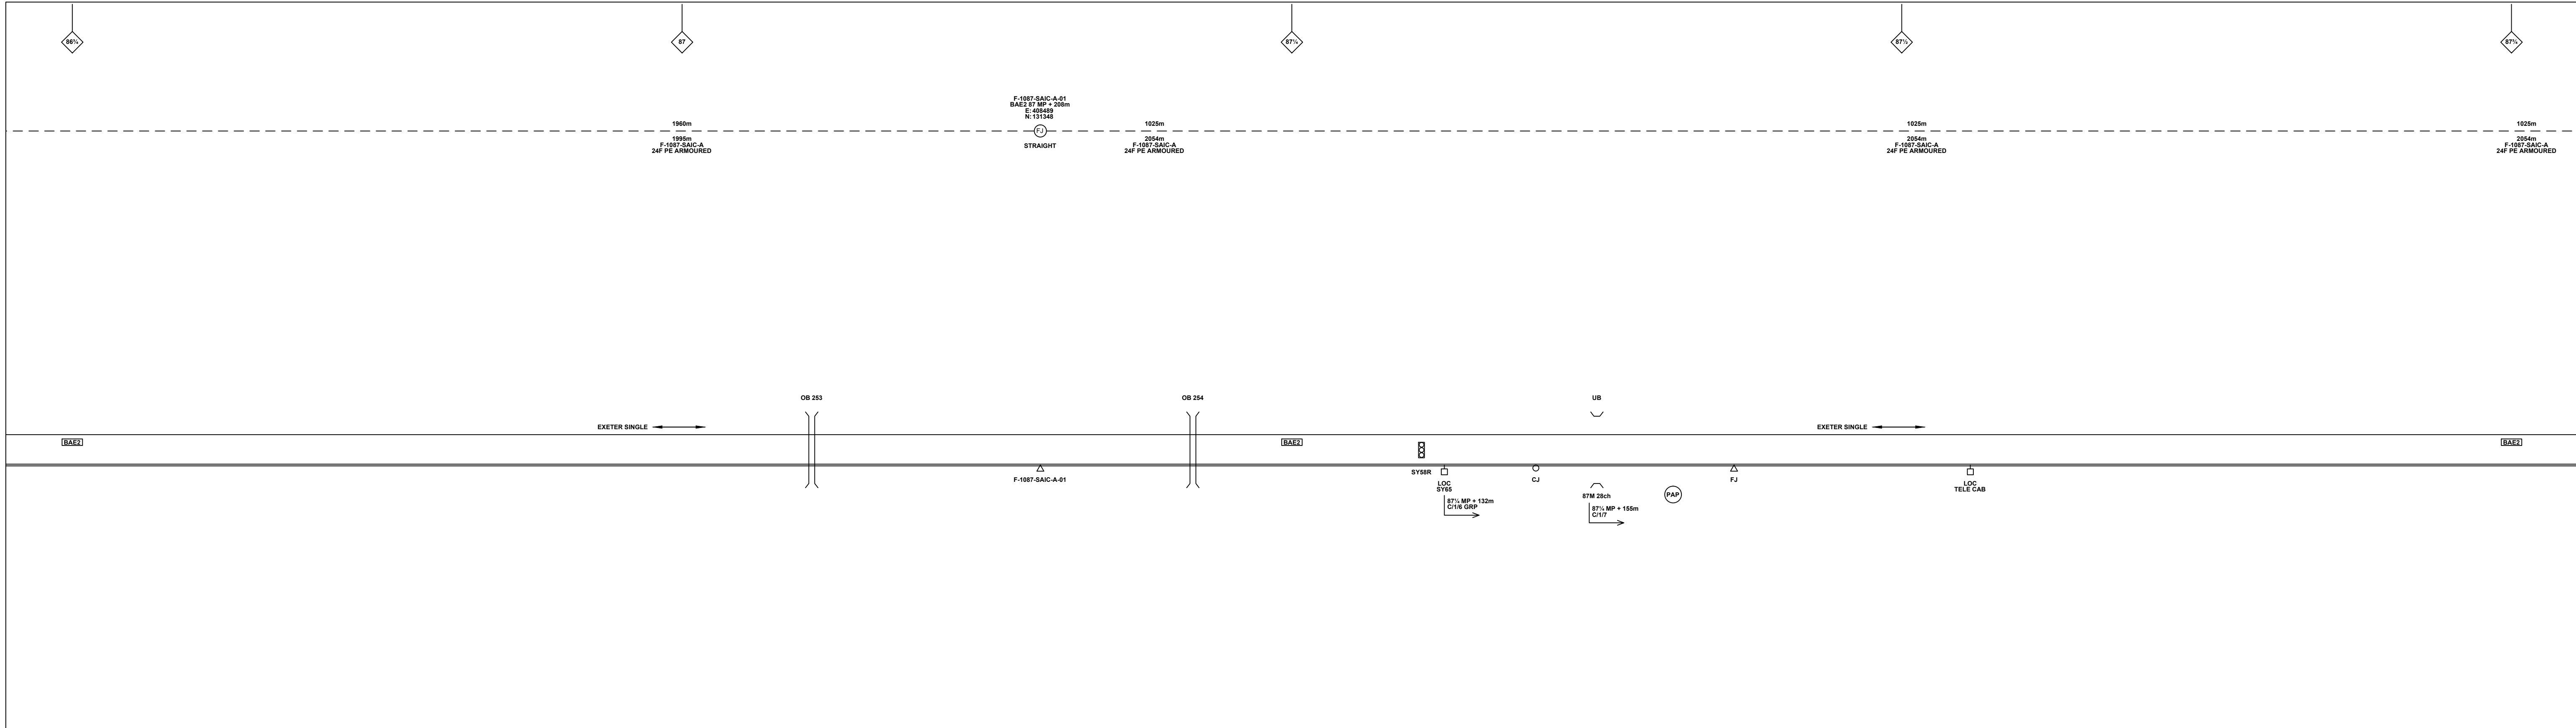 86¾
87
87¼
87½
87¾
F-1087-SAIC-A-01
BAE2 87 MP + 208m
E: 408489
N: 131348
FJ
STRAIGHT
1960m
1995m
F-1087-SAIC-A
24F PE ARMOURED
1025m
2054m
F-1087-SAIC-A
24F PE ARMOURED
1025m
2054m
F-1087-SAIC-A
24F PE ARMOURED
1025m
2054m
F-1087-SAIC-A
24F PE ARMOURED
OB 253
OB 254
UB
EXETER SINGLE
EXETER SINGLE
BAE2
BAE2
BAE2
F-1087-SAIC-A-01
SY58R
LOC
SY65
87¼ MP + 132m
C/1/6 GRP
CJ
87M 28ch
87¼ MP + 155m
C/1/7
PAP
FJ
LOC
TELE CAB